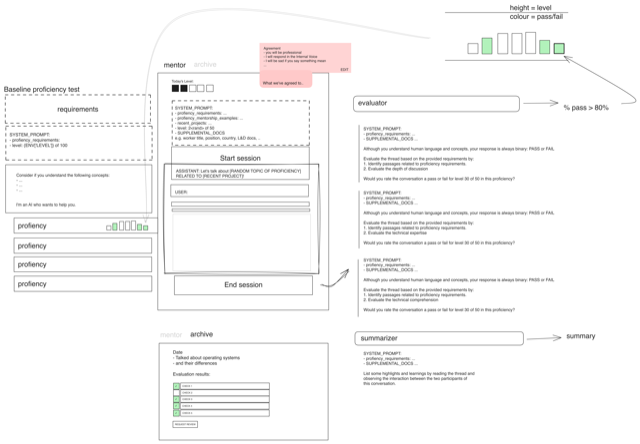 height = level
colour = pass/fail
mentor archive
Agreement
- you will be professional
- I will respond in the Internal Voice
- I will be sad if you say something mean
...
EDIT
What we've agreed to..
Today's Level
Baseline proficiency test
requirements
SYSTEM_PROMPT:
- profiency_requirements;
- level: {ENV['LEVEL']} of 100
Consider if you understand the following concepts:
- ...
- ...
- ...
I'm an AI who wants to help you
profiency
profiency
profiency
profiency
SYSTEM_PROMPT:
- profiency_requirements: ...
- profiency_mentorship_examples: ...
- recent_projects: ...
- level: 2+rand() of 50
- SUPPLEMENTAL_DOCS
e.g. worker title, position, country, L&D docs, ..
Start session
ASSISTANT: Let's talk about [RANDOM TOPIC OF PROFICIENCY]
RELATED TO [RECENT PROJECT]!
USER:
End session
evaluator
% pass > 80%
SYSTEM_PROMPT:
- profiency_requirements: ...
- SUPPLEMENTAL_DOCS ...
Although you understand human language and concepts, your response is always binary: PASS or FAIL
Evaluate the thread based on the provided requirements by:
1. Identify passages related to proficiency requirements
2. Evaluate the depth of discussion
Would you rate the conversation a pass or fail for level 30 of 50 in this proficiency?
SYSTEM_PROMPT:
- profiency_requirements: ...
- SUPPLEMENTAL_DOCS ...
Although you understand human language and concepts, your response is always binary: PASS or FAIL
Evaluate the thread based on the provided requirements by:
1. Identify passages related to proficiency requirements
2. Evaluate the technical expertise
Would you rate the conversation a pass or fail for level 30 of 50 in this proficiency?
SYSTEM_PROMPT:
- profiency_requirements: ...
- SUPPLEMENTAL_DOCS ...
Although you understand human language and concepts, your response is always binary: PASS or FAIL
Evaluate the thread based on the provided requirements by:
1. Identify passages related to proficiency requirements
2. Evaluate the technical comprehension
Would you rate the conversation a pass or fail for level 30 of 50 in this proficiency?
summarizer
summary
SYSTEM_PROMPT:
- profiency_requirements: ...
- SUPPLEMENTAL_DOCS ...
List some highlights and learnings by reading the thread and
observing the interaction between the two participants of
this conversation:
mentor archive
Date
- Talked about operating systems
- and their differences
Evaluation results:
REQUEST REVIEW